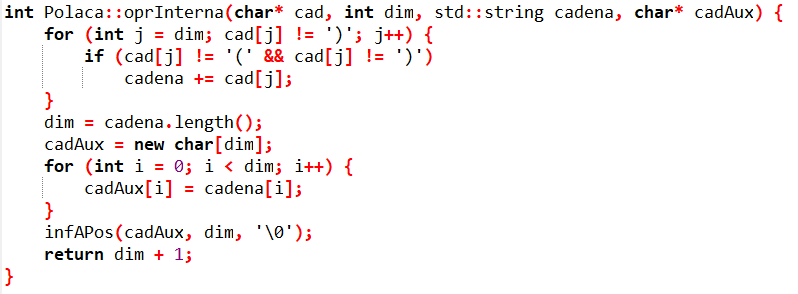 int Polaca::oprInterna(char* cad, int dim, std::string cadena, char* cadAux) {
    for (int j = dim; cad[j] != ')'; j++) {
        if (cad[j] != '(' && cad[j] != ')')
            cadena += cad[j];
    }
    dim = cadena.length();
    cadAux = new char[dim];
    for (int i = 0; i < dim; i++) {
        cadAux[i] = cadena[i];
    }
    infAPos(cadAux, dim, '\0');
    return dim + 1;
}